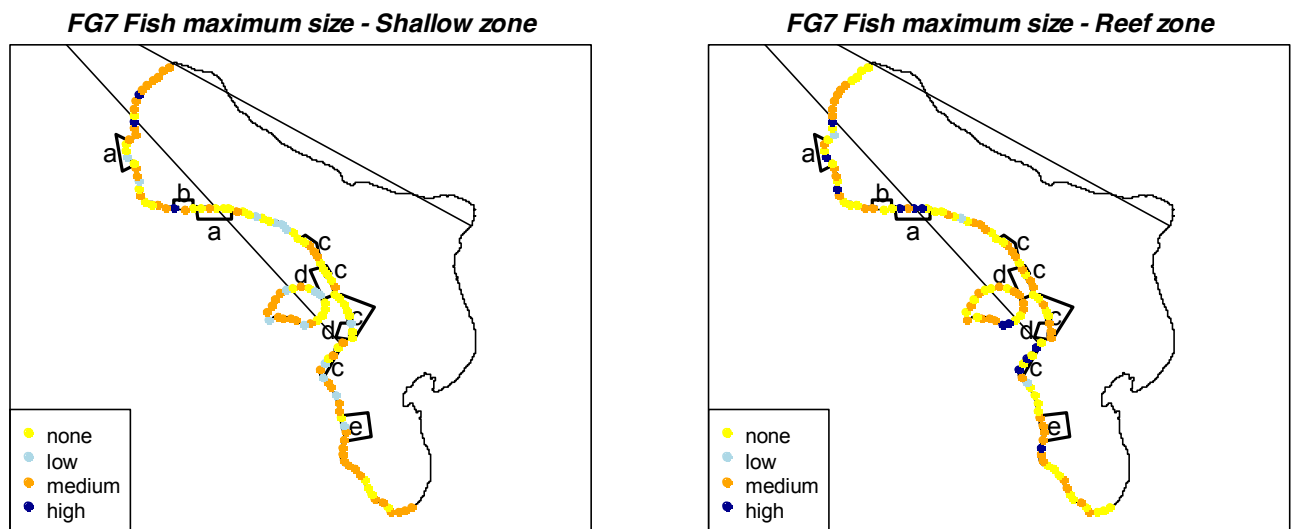 FG7 Fish maximum size - Shallow zone
a
b
a
c
c
d
c
d
c
e
none
low
medium
high
FG7 Fish maximum size - Reef zone
a
b
a
c
c
d
c
d
c
e
none
low
medium
high